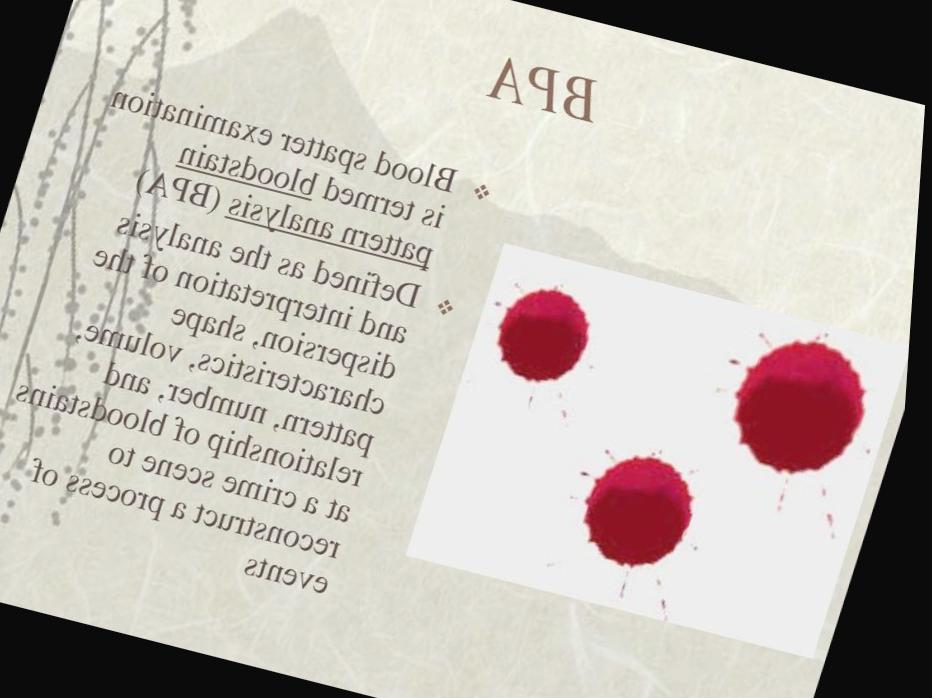 BPA
Blood spatter examination
is termed bloodstain
pattern analysis (BPA)
Defined as the analysis
and interpretation of the
dispersion, shape
characteristics, volume,
pattern, number, and
relationship of bloodstains
at a crime scene to
reconstruct a process of
events